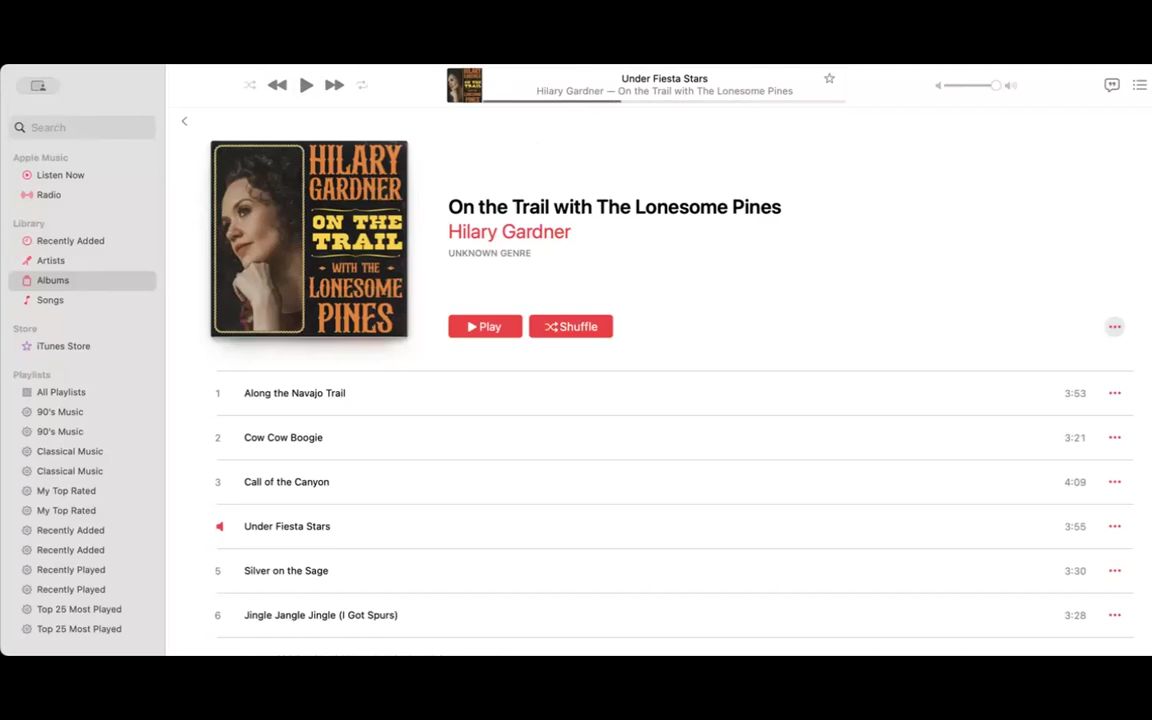 Under Fiesta Stars
Hilary Gardner — On the Trail with The Lonesome Pines
Search
Apple Music
Listen Now
Radio
Library
Recently Added
Artists
Albums
Songs
Store
iTunes Store
Playlists
All Playlists
90's Music
90's Music
Classical Music
Classical Music
My Top Rated
My Top Rated
Recently Added
Recently Added
Recently Played
Recently Played
Top 25 Most Played
Top 25 Most Played
HILARY
GARDNER
ON THE
TRAIL
WITH THE
LONESOME
PINES
On the Trail with The Lonesome Pines
Hilary Gardner
UNKNOWN GENRE
Play Shuffle
1 Along the Navajo Trail 3:53
2 Cow Cow Boogie 3:21
3 Call of the Canyon 4:09
Under Fiesta Stars 3:55
5 Silver on the Sage 3:30
6 Jingle Jangle Jingle (I Got Spurs) 3:28